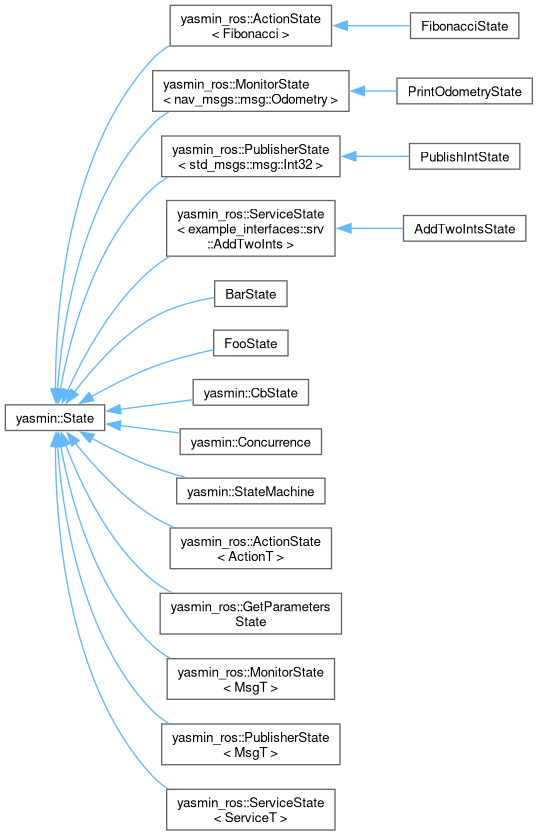 yasmin_ros::ActionState
< Fibonacci >
FibonacciState
yasmin_ros::MonitorState
< nav_msgs::msg::Odometry >
PrintOdometryState
yasmin_ros::PublisherState
< std_msgs::msg::Int32 >
PublishIntState
yasmin_ros::ServiceState
< example_interfaces::srv
::AddTwoInts >
AddTwoIntsState
BarState
FooState
yasmin::CbState
yasmin::State
yasmin::Concurrence
yasmin::StateMachine
yasmin_ros::ActionState
< ActionT >
yasmin_ros::GetParameters
State
yasmin_ros::MonitorState
< MsgT >
yasmin_ros::PublisherState
< MsgT >
yasmin_ros::ServiceState
< ServiceT >